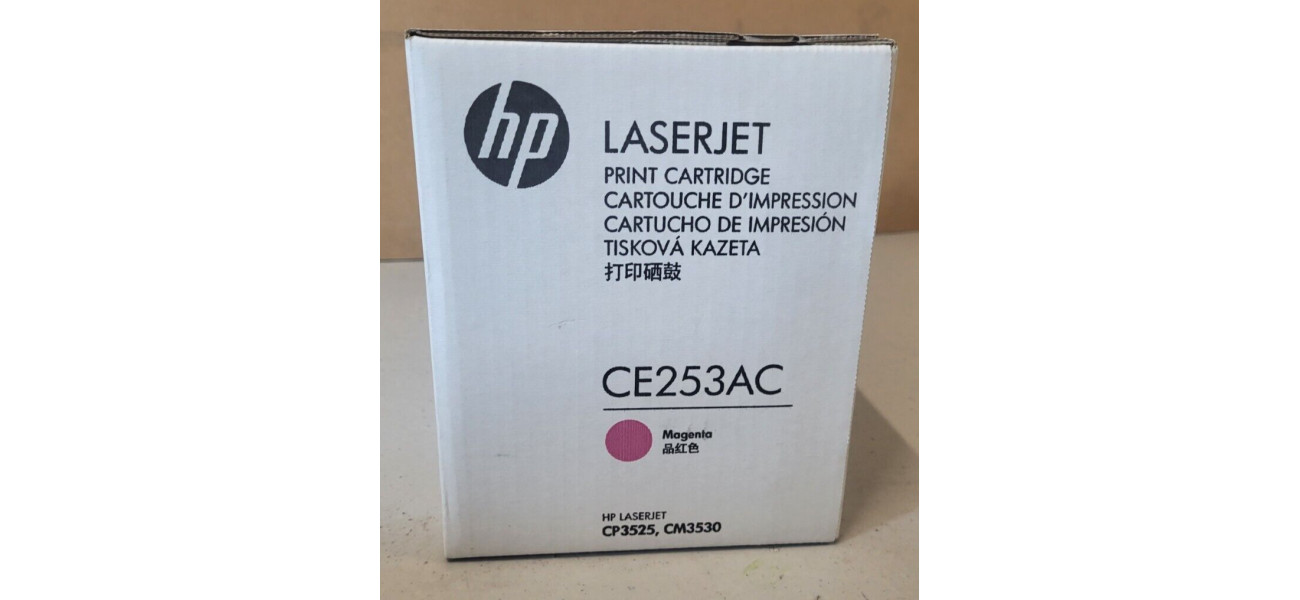 hp
LASERJET
PRINT CARTRIDGE
CARTOUCHE D'IMPRESSION
CARTUCHO DE IMPRESIÓN
TISKOVÁ KAZETA
打印硒鼓
CE253AC
Magenta
品紅色
HP LASERJET
CP3525, CM3530